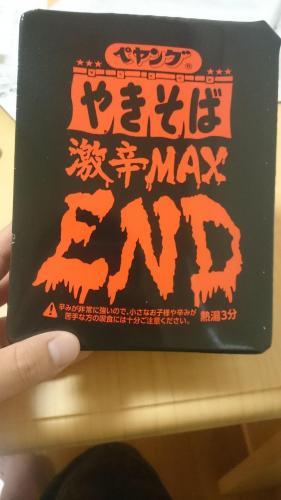 ペヤング®
やきそば
激辛MAX
END
辛みが非常に強いので、小さなお子様や辛みが
苦手な方の喫食には十分ご注意ください。
熱湯3分